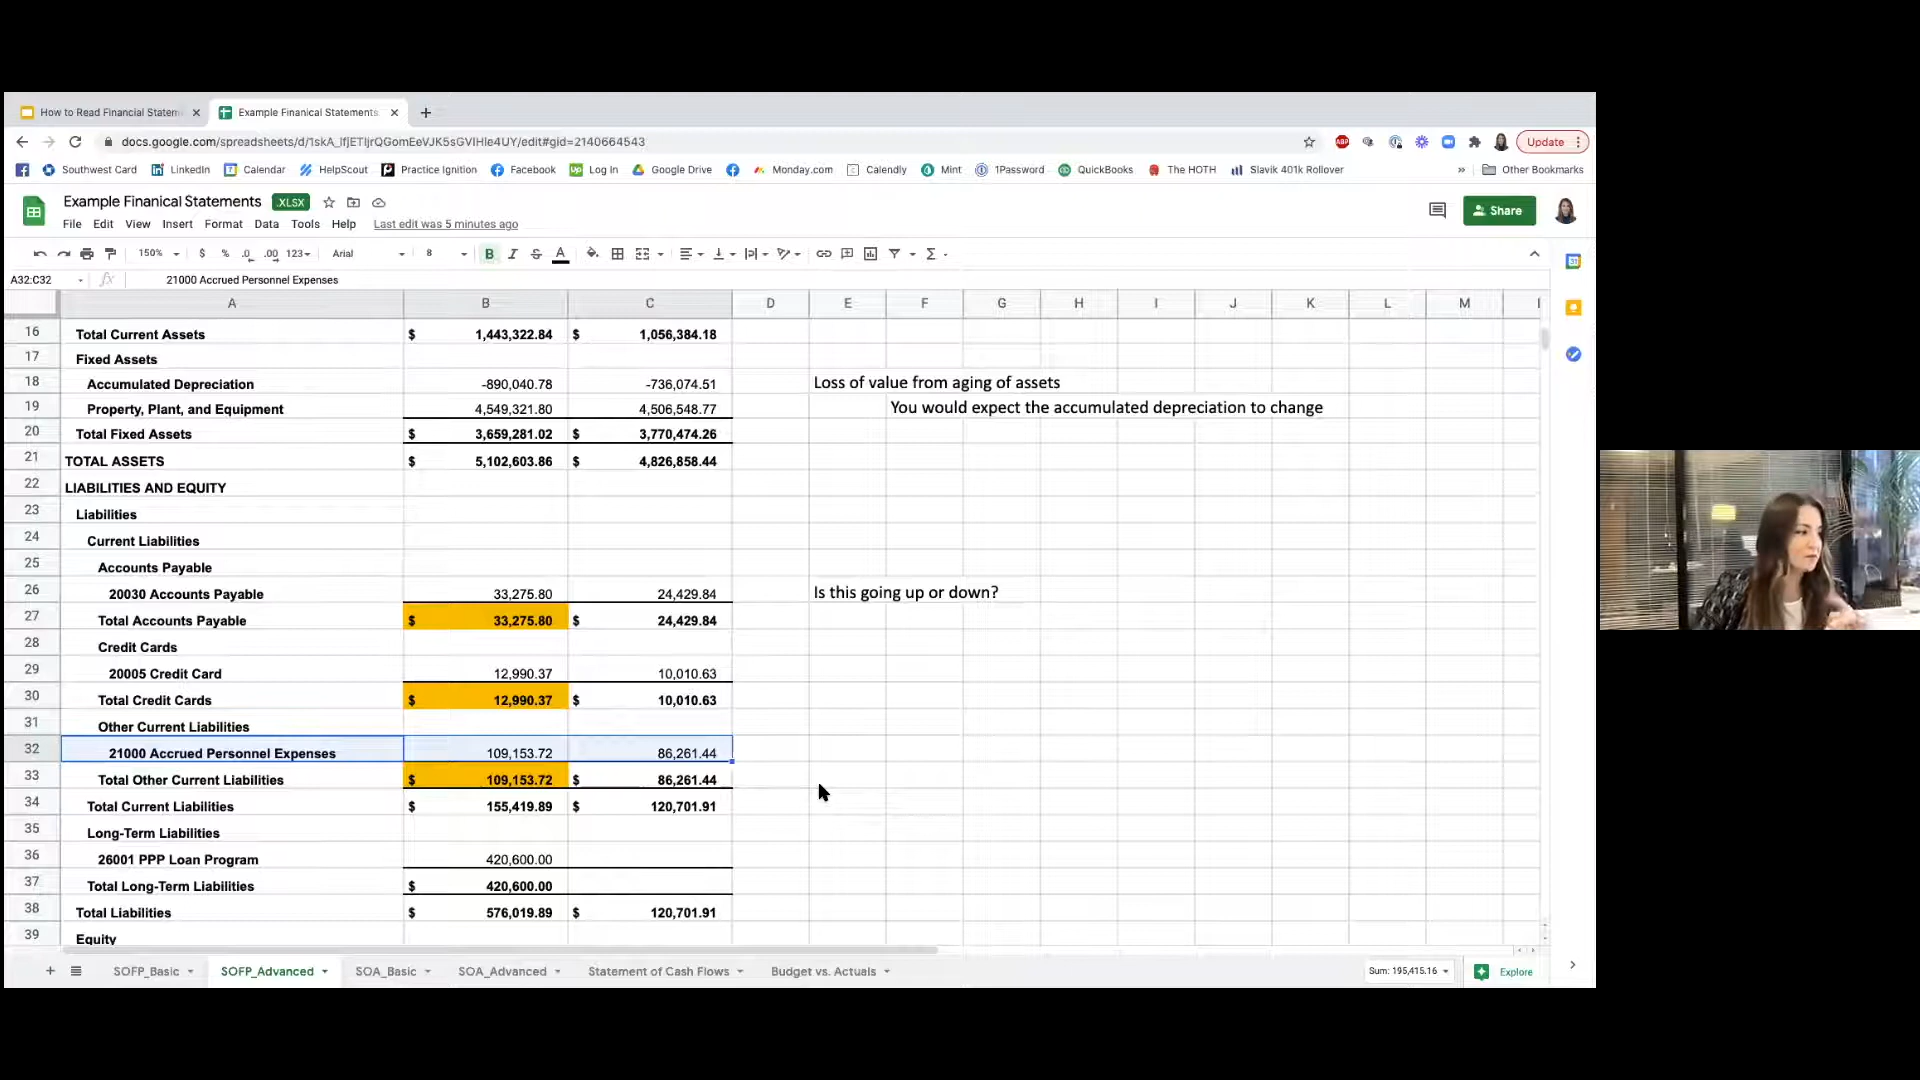 How to Read Financial Statem
Example Finanical Statements
docs.google.com/spreadsheets/d/1skA_lfjETljrQGomEeVJK5sGVIHle4UY/edit#gid=2140664543
ABP
Update
Southwest Card LinkedIn Calendar HelpScout Practice Ignition Facebook Log In Google Drive Monday.com Calendly Mint 1Password QuickBooks The HOTH Slavik 401k Rollover » Other Bookmarks
Example Finanical Statements .XLSX
Share
File Edit View Insert Format Data Tools Help Last edit was 5 minutes ago
150% $ % .0 .00 123 Arial 8 B I S A Σ
A32:C32 fx 21000 Accrued Personnel Expenses
A B C D E F G H I J K L M
16 Total Current Assets $ 1,443,322.84 $ 1,056,384.18
17 Fixed Assets
18 Accumulated Depreciation -890,040.78 -736,074.51 Loss of value from aging of assets
19 Property, Plant, and Equipment 4,549,321.80 4,506,548.77 You would expect the accumulated depreciation to change
20 Total Fixed Assets $ 3,659,281.02 $ 3,770,474.26
21 TOTAL ASSETS $ 5,102,603.86 $ 4,826,858.44
22 LIABILITIES AND EQUITY
23 Liabilities
24 Current Liabilities
25 Accounts Payable
26 20030 Accounts Payable 33,275.80 24,429.84 Is this going up or down?
27 Total Accounts Payable $ 33,275.80 $ 24,429.84
28 Credit Cards
29 20005 Credit Card 12,990.37 10,010.63
30 Total Credit Cards $ 12,990.37 $ 10,010.63
31 Other Current Liabilities
32 21000 Accrued Personnel Expenses 109,153.72 86,261.44
33 Total Other Current Liabilities $ 109,153.72 $ 86,261.44
34 Total Current Liabilities $ 155,419.89 $ 120,701.91
35 Long-Term Liabilities
36 26001 PPP Loan Program 420,600.00
37 Total Long-Term Liabilities $ 420,600.00
38 Total Liabilities $ 576,019.89 $ 120,701.91
39 Equity
SOFP_Basic SOFP_Advanced SOA_Basic SOA_Advanced Statement of Cash Flows Budget vs. Actuals Sum: 195,415.16 Explore